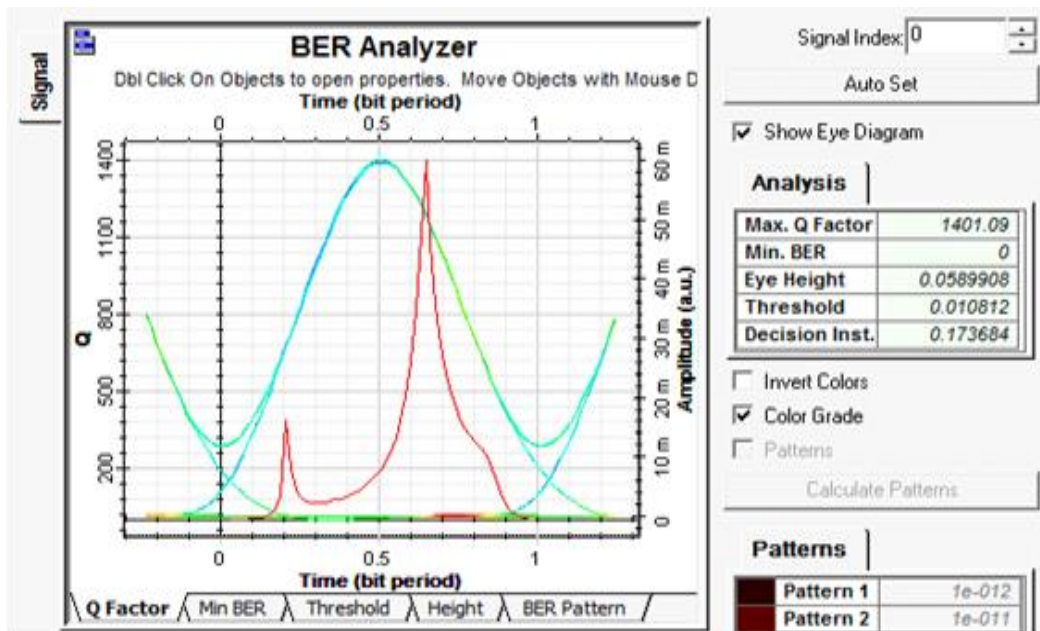 Signal
BER Analyzer
Dbl Click On Objects to open properties. Move Objects with Mouse D
Time (bit period)
0 0.5 1
1400
1100
800
500
200
Q
60 m
50 m
40 m
30 m
20 m
10 m
0
Amplitude (a.u.)
0 0.5 1
Time (bit period)
Q Factor Min BER Threshold Height BER Pattern
Signal Index: 0
Auto Set
Show Eye Diagram
Analysis
Max. Q Factor 1401.09
Min. BER 0
Eye Height 0.0589908
Threshold 0.010812
Decision Inst. 0.173684
Invert Colors
Color Grade
Patterns
Calculate Patterns
Patterns
Pattern 1 1e-012
Pattern 2 1e-011